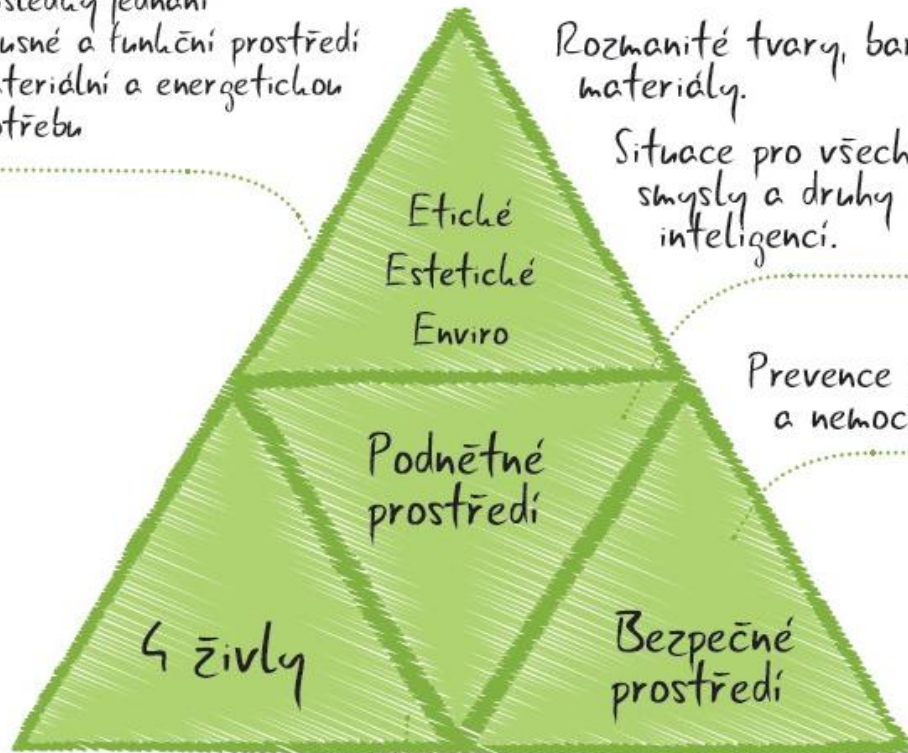 jednání
a funkční prostředí
a energetickou
Rozmanité tvary,
materiály.
Situace pro
smysly a druhy
inteligencí.
Etické
Estetické
Enviro
Prevence
a
Podnětné
prostředí
4 živly
Bezpečné
prostředí